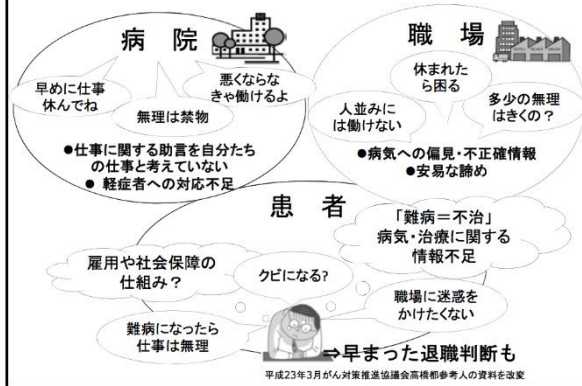 病　院
早めに仕事
休んでね
無理は禁物
悪くならな
きゃ働けるよ
●仕事に関する助言を自分たち
の仕事と考えていない
● 軽症者への対応不足
職　場
休まれた
ら困る
人並みに
は働けない
多少の無理
はきくの？
●病気への偏見・不正確情報
●安易な諦め
患　者
「難病＝不治」
病気・治療に関する
情報不足
雇用や社会保障の
仕組み？
クビになる?
職場に迷惑を
かけたくない
難病になったら
仕事は無理
⇒早まった退職判断も
平成23年3月がん対策推進協議会高橋都参考人の資料を改変